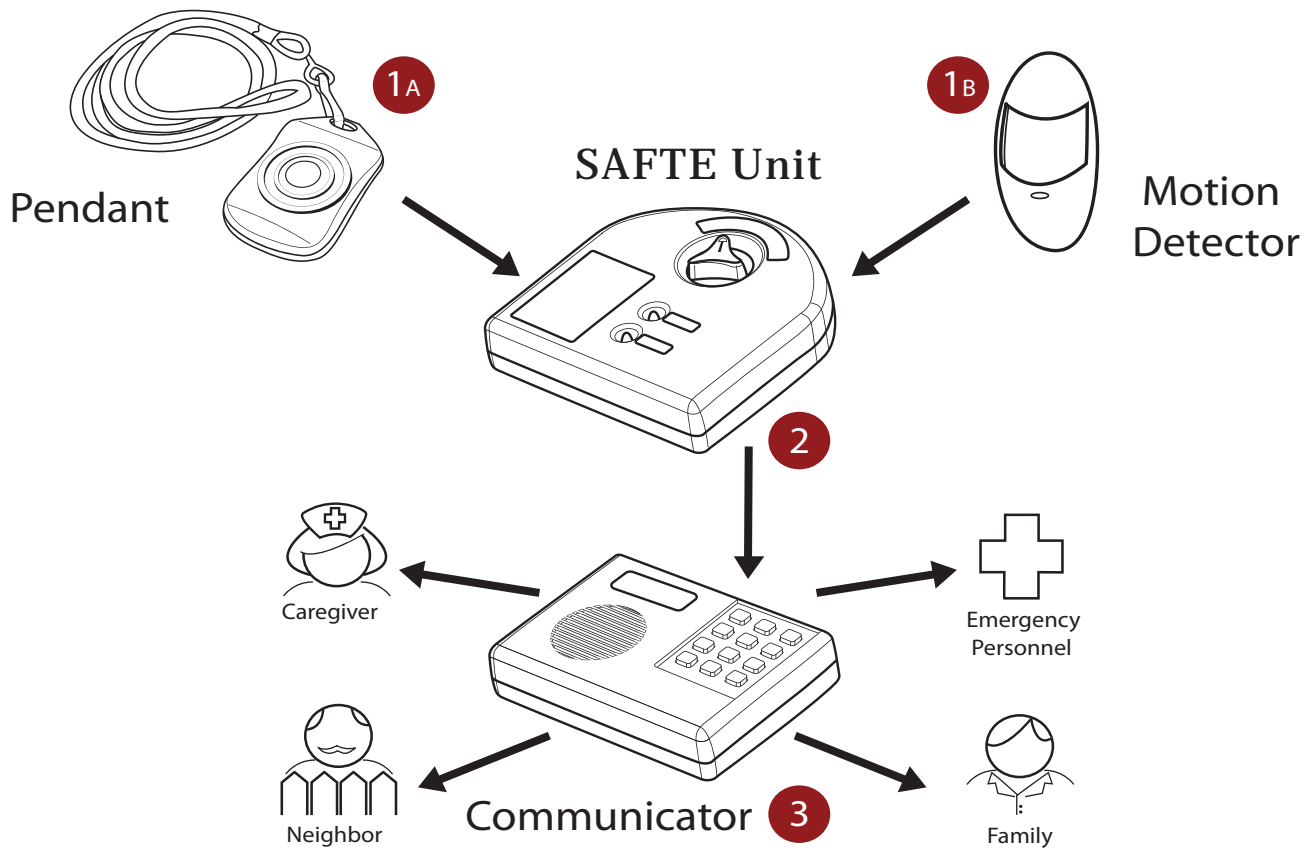 1A
1B
SAFTE Unit
Pendant
Motion
Detector
2
Caregiver
Emergency
Personnel
Neighbor
Communicator 3
Family